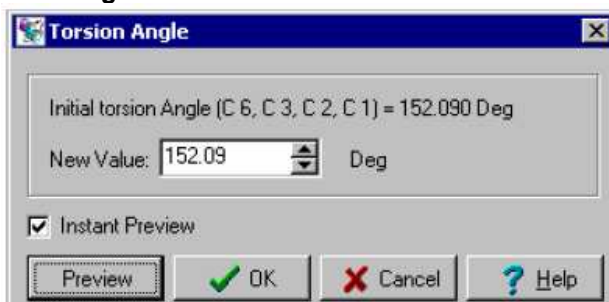 Torsion Angle
Initial torsion Angle (C 6, C 3, C 2, C 1) = 152.090 Deg
New Value: 152.09 Deg
Instant Preview
Preview OK Cancel Help